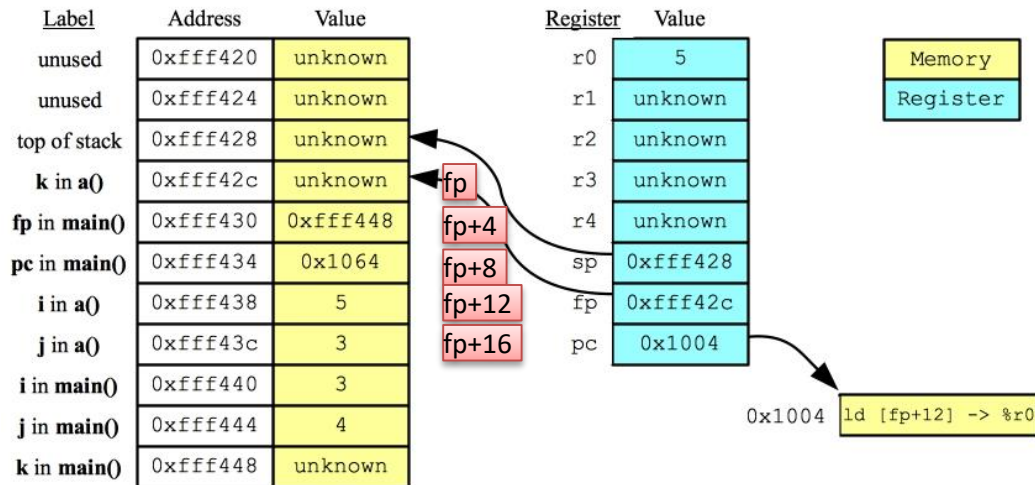 Label Address Value Register Value
unused 0xfff420 unknown r0 5 Memory
unused 0xfff424 unknown r1 unknown Register
top of stack 0xfff428 unknown r2 unknown
k in a() 0xfff42c unknown fp r3 unknown
fp in main() 0xfff430 0xfff448 fp+4 r4 unknown
pc in main() 0xfff434 0x1064 fp+8 sp 0xfff428
i in a() 0xfff438 5 fp+12 fp 0xfff42c
j in a() 0xfff43c 3 fp+16 pc 0x1004
i in main() 0xfff440 3 0x1004 ld [fp+12] -> %r0
j in main() 0xfff444 4
k in main() 0xfff448 unknown